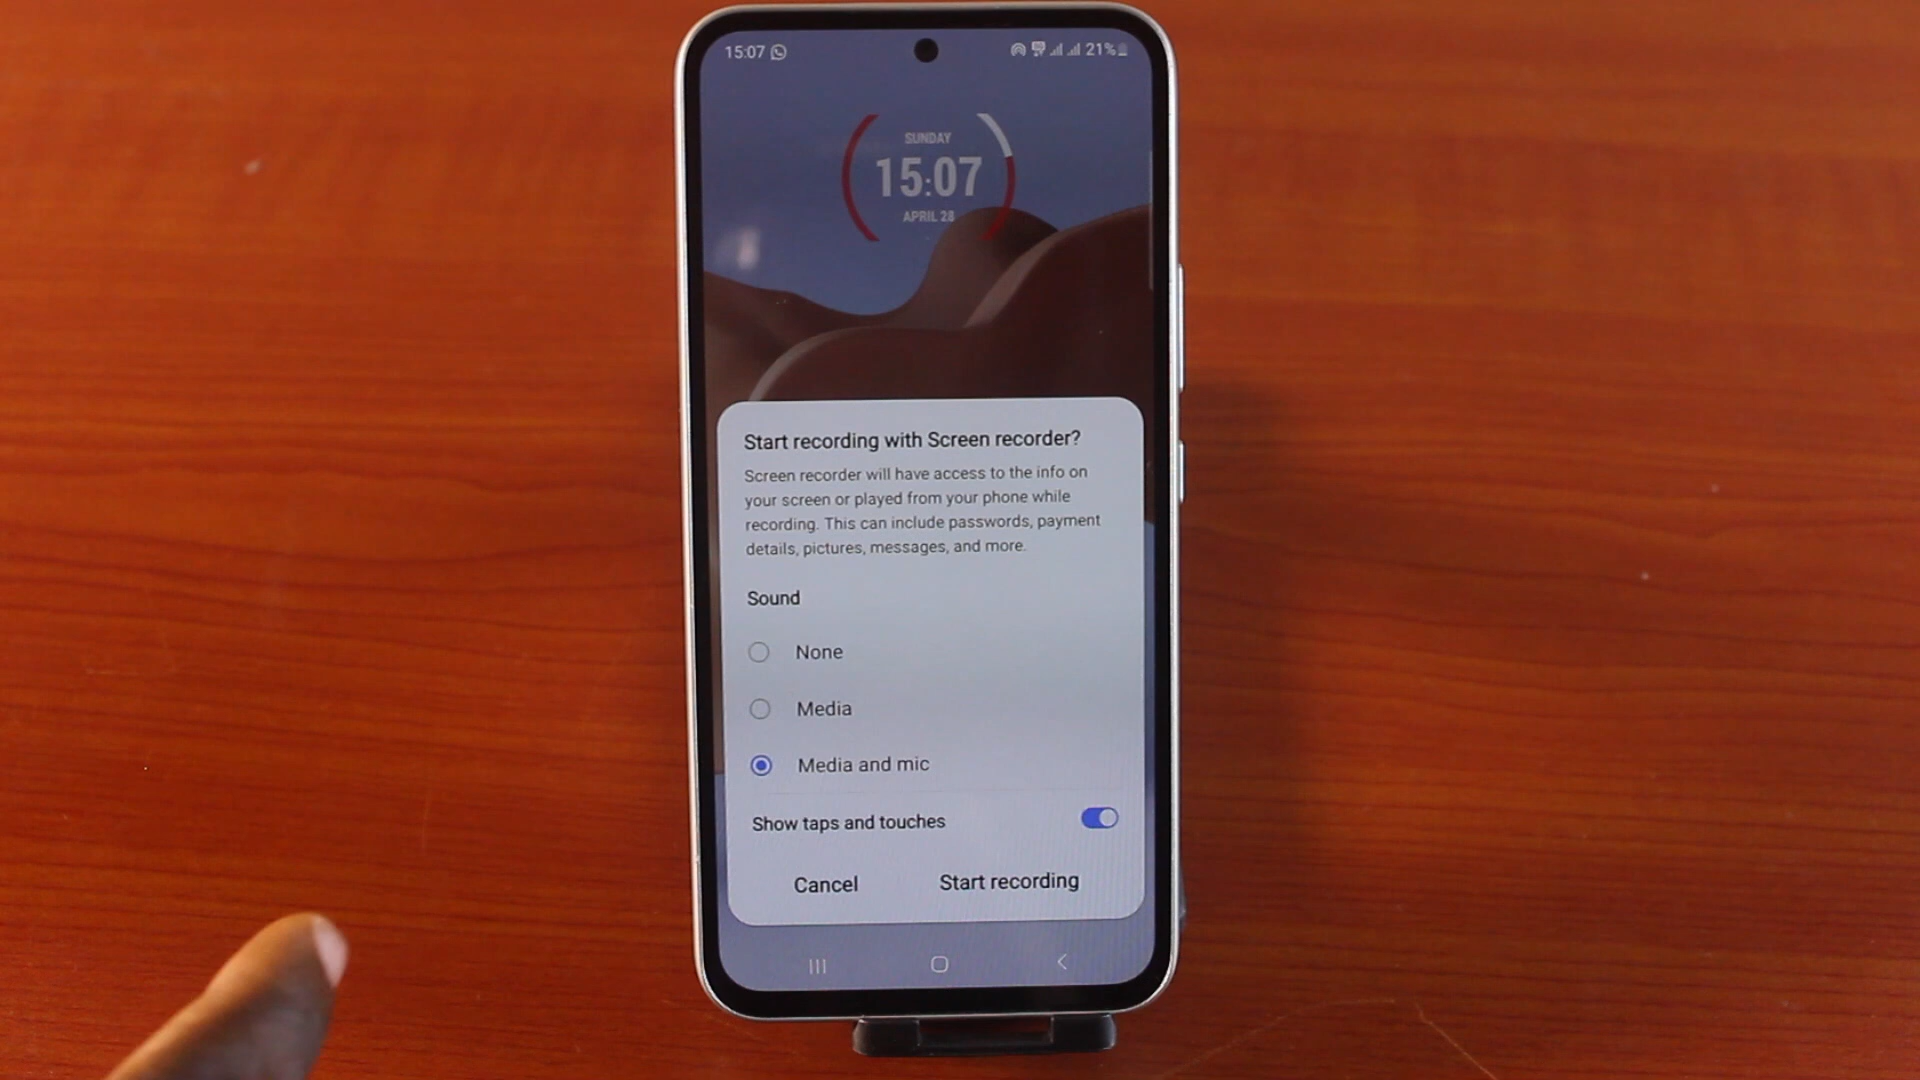 15:07
21%
SUNDAY
15:07
APRIL 28
Start recording with Screen recorder?
Screen recorder will have access to the info on
your screen or played from your phone while
recording. This can include passwords, payment
details, pictures, messages, and more.
Sound
None
Media
Media and mic
Show taps and touches
Cancel Start recording